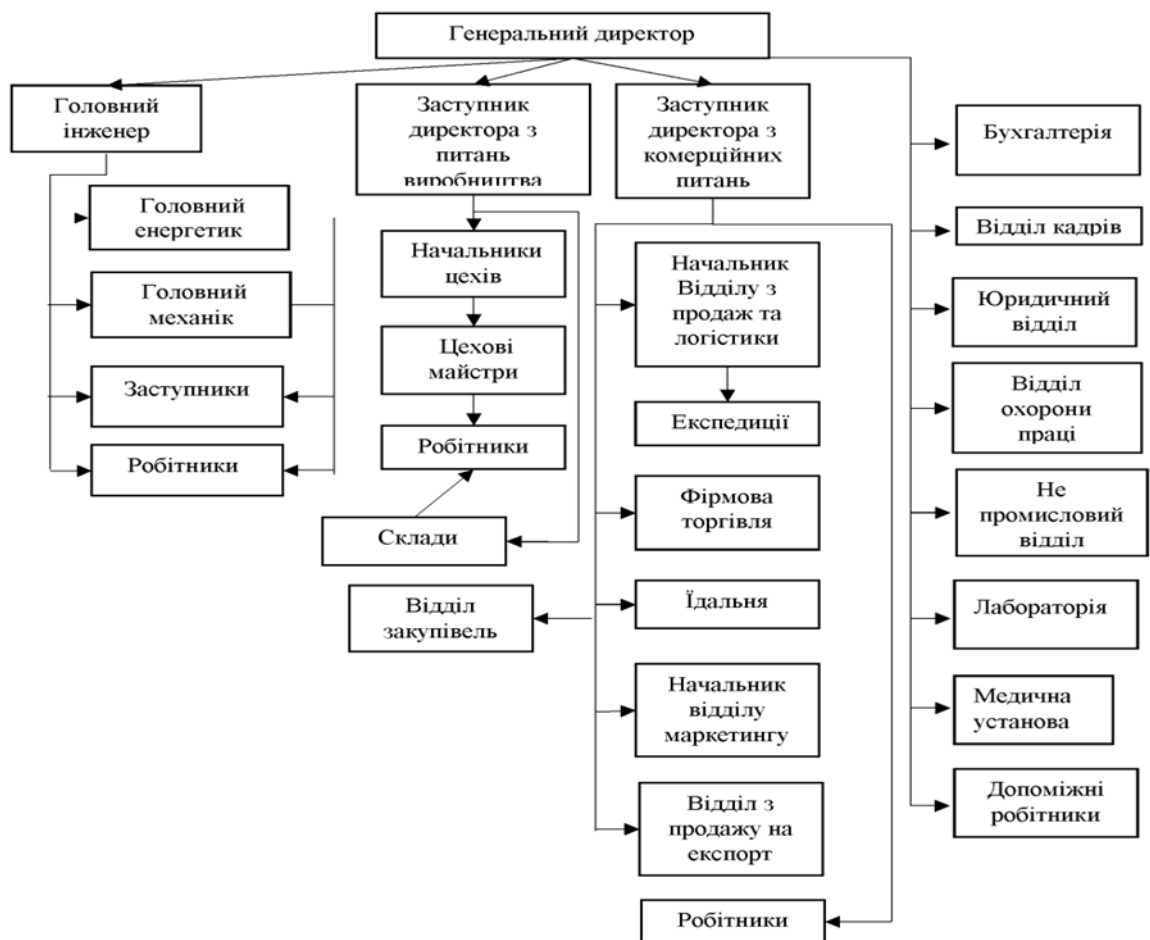 Генеральний директор
Головний
інженер
Головний
енергетик
Головний
механік
Заступники
Робітники
Заступник
директора з
питань
виробництва
Начальники
цехів
Цехові
майстри
Робітники
Склади
Відділ
закупівель
Заступник
директора з
комерційних
питань
Начальник
Відділу з
продаж та
логістики
Експедиції
Фірмова
торгівля
Їдальня
Начальник
відділу
маркетингу
Відділ з
продажу на
експорт
Робітники
Бухгалтерія
Відділ кадрів
Юридичний
відділ
Відділ
охорони
праці
Не
промисловий
відділ
Лабораторія
Медична
установа
Допоміжні
робітники